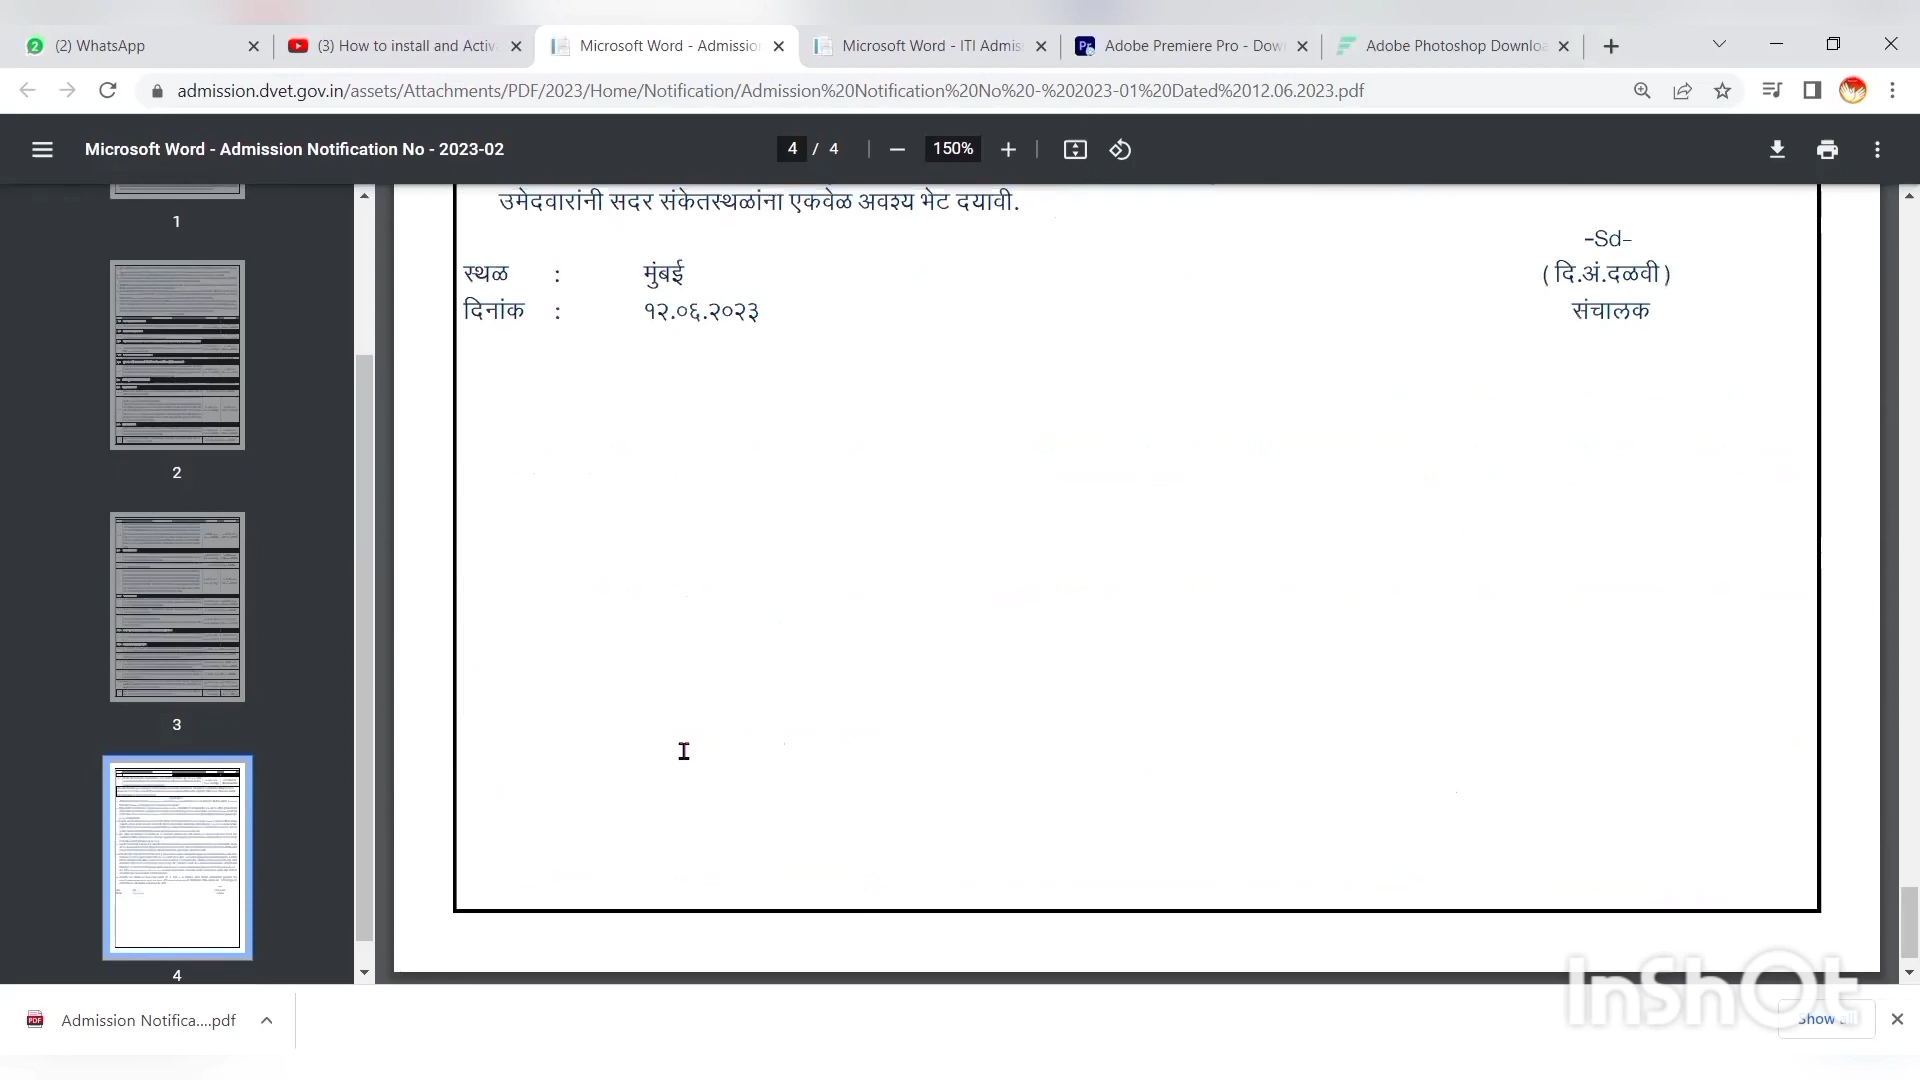 (2) WhatsApp
(3) How to install and Activ
Microsoft Word - Admission
Microsoft Word - ITI Admis
Adobe Premiere Pro - Dow
Adobe Photoshop Downloa
admission.dvet.gov.in/assets/Attachments/PDF/2023/Home/Notification/Admission%20Notification%20No%20-%202023-01%20Dated%2012.06.2023.pdf
Microsoft Word - Admission Notification No - 2023-02
4 / 4
150%
उमेदवारांनी सदर संकेतस्थळांना एकवेळ अवश्य भेट दयावी.
-Sd-
स्थळ : मुंबई (दि.अं.दळवी)
दिनांक : १२.०६.२०२३ संचालक
1
2
3
4
Admission Notifica....pdf
Show all
InShOt